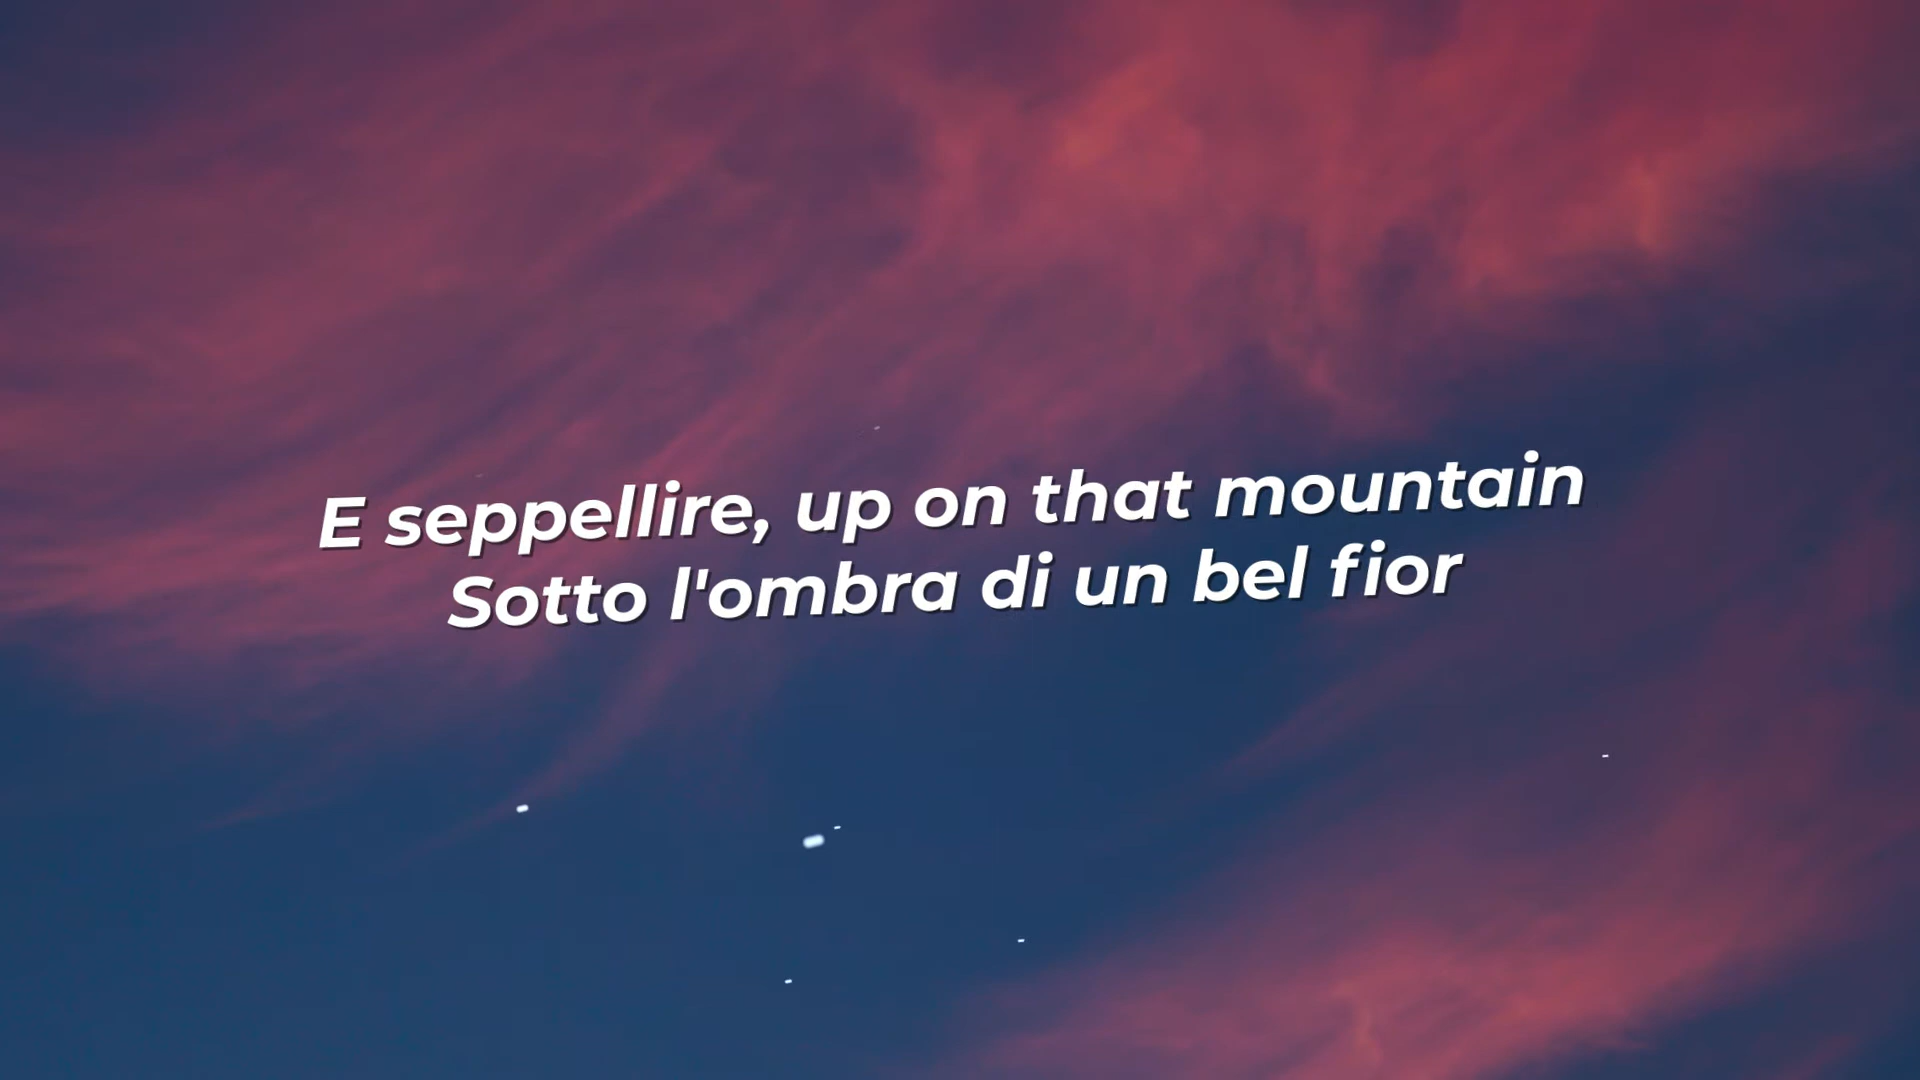 E seppellire, up on that mountain
Sotto l'ombra di un bel fior